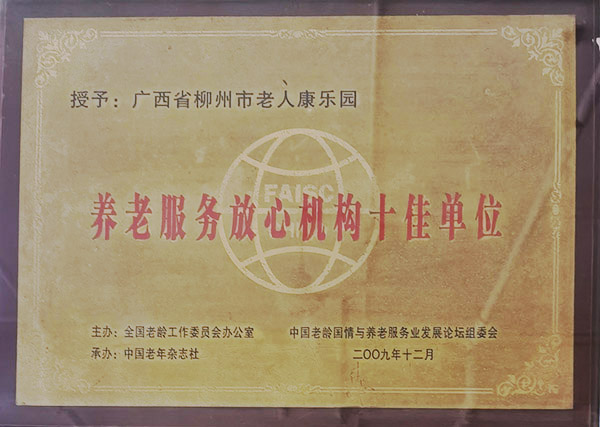 授予：广西省柳州市老人康乐园
FAISC
养老服务放心机构十佳单位
主办：全国老龄工作委员会办公室
承办：中国老年杂志社
中国老龄国情与养老服务业发展论坛组委会
二〇〇九年十二月